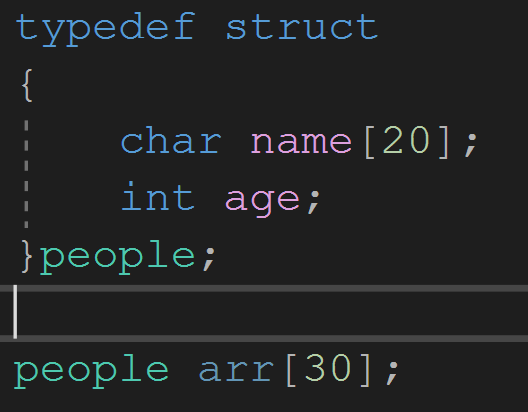 typedef struct
{
    char name[20];
    int age;
}people;

people arr[30];